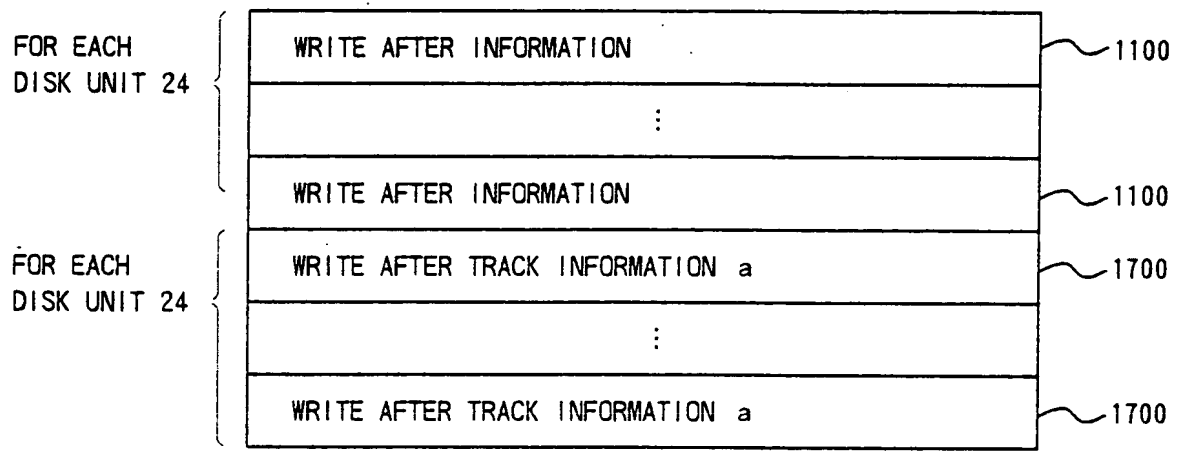 FOR EACH
DISK UNIT 24
WRITE AFTER INFORMATION
1100
⋮
WRITE AFTER INFORMATION
1100
FOR EACH
DISK UNIT 24
WRITE AFTER TRACK INFORMATION a
1700
⋮
WRITE AFTER TRACK INFORMATION a
1700